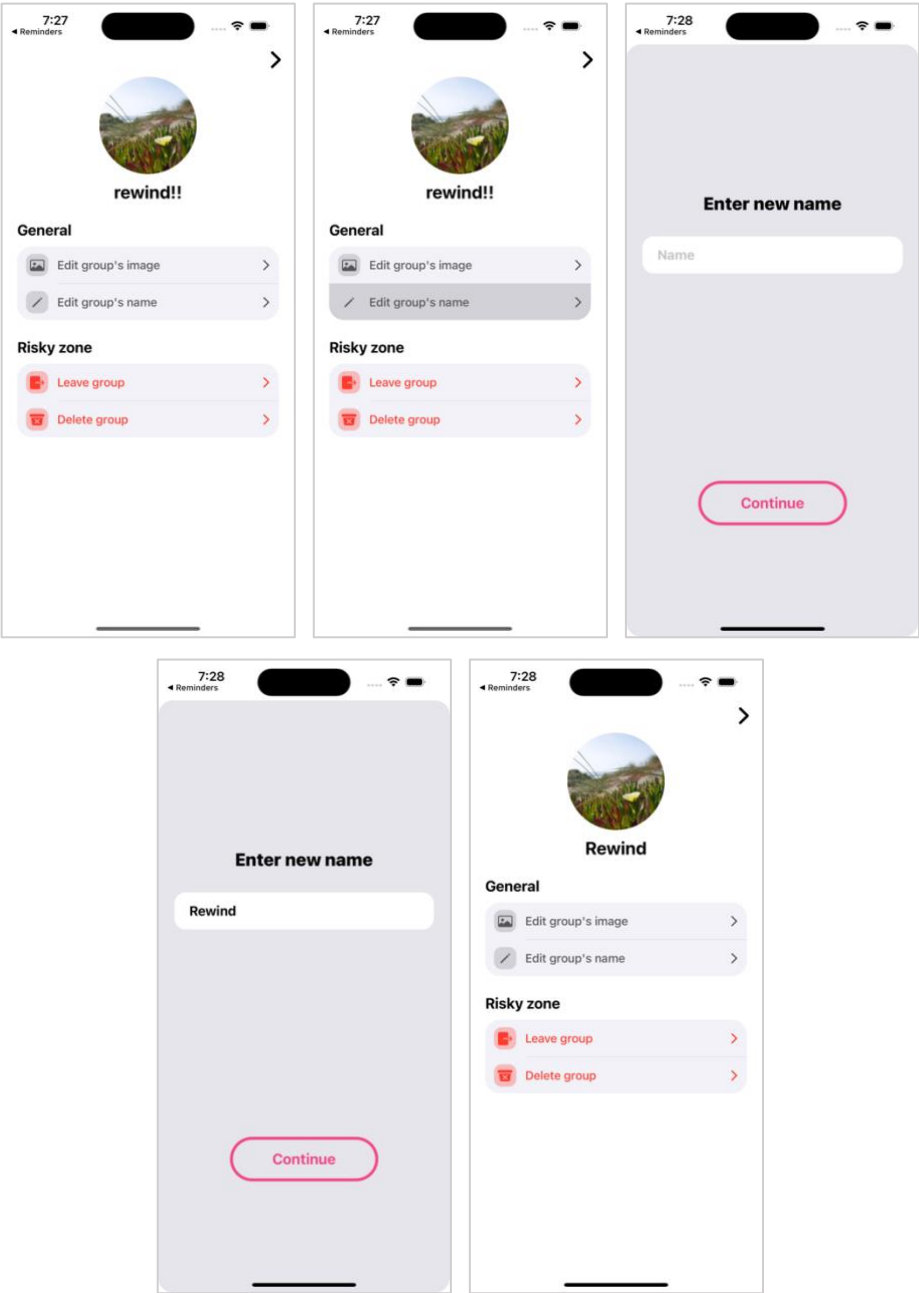 7:27
◀ Reminders
rewind!!
General
Edit group's image
Edit group's name
Risky zone
Leave group
Delete group
7:27
◀ Reminders
rewind!!
General
Edit group's image
Edit group's name
Risky zone
Leave group
Delete group
7:28
◀ Reminders
Enter new name
Name
Continue
7:28
◀ Reminders
Enter new name
Rewind
Continue
7:28
◀ Reminders
Rewind
General
Edit group's image
Edit group's name
Risky zone
Leave group
Delete group